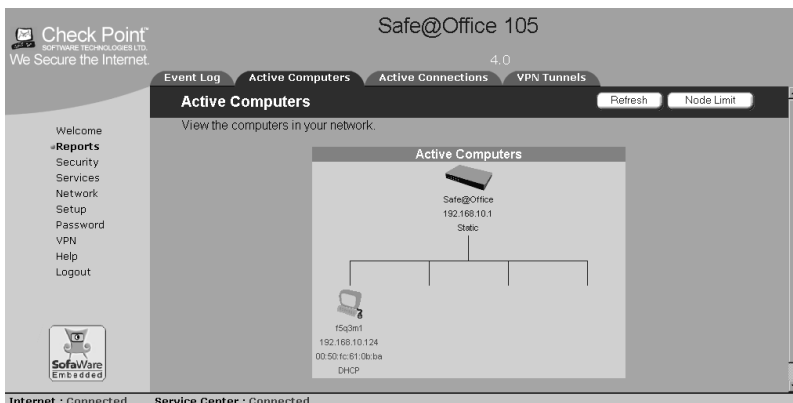 Check Point™
SOFTWARE TECHNOLOGIES LTD.
We Secure the Internet.
Safe@Office 105
4.0
Event Log
Active Computers
Active Connections
VPN Tunnels
Active Computers
Refresh
Node Limit
View the computers in your network.
Welcome
Reports
Security
Services
Network
Setup
Password
VPN
Help
Logout
Active Computers
Safe@Office
192.168.10.1
Static
f5q3m1
192.168.10.124
00:50:fc:61:0b:ba
DHCP
SofaWare
Embedded
Internet : Connected
Service Center : Connected